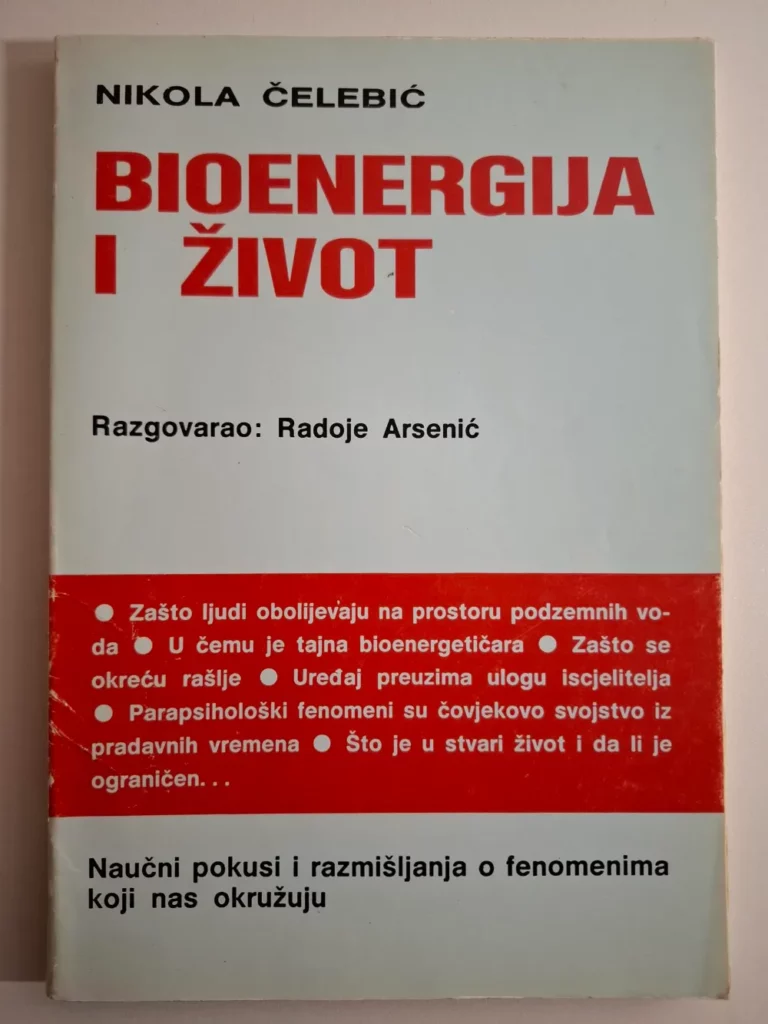 NIKOLA ČELEBIĆ
BIOENERGIJA
I ŽIVOT
Razgovarao: Radoje Arsenić
● Zašto ljudi obolijevaju na prostoru podzemnih vo-
da ● U čemu je tajna bioenergetičara ● Zašto se
okreću rašlje ● Uređaj preuzima ulogu iscjelitelja
● Parapsihološki fenomeni su čovjekovo svojstvo iz
pradavnih vremena ● Što je u stvari život i da li je
ograničen...
Naučni pokusi i razmišljanja o fenomenima
koji nas okružuju